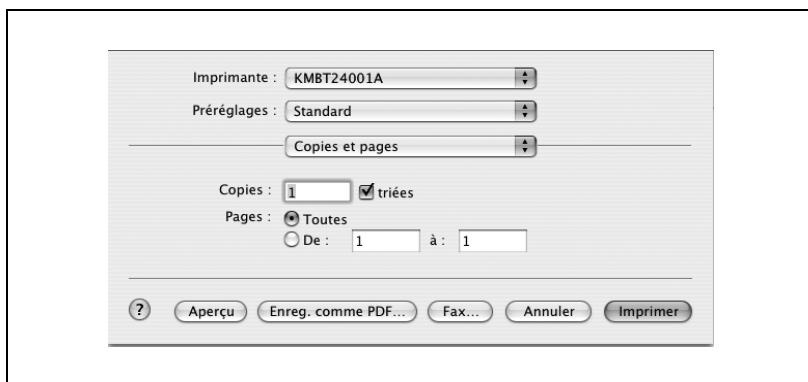 Imprimante : KMBT24001A
Préréglages : Standard
Copies et pages
Copies : 1 triées
Pages : Toutes
De : 1 à : 1
? Aperçu Enreg. comme PDF... Fax... Annuler Imprimer